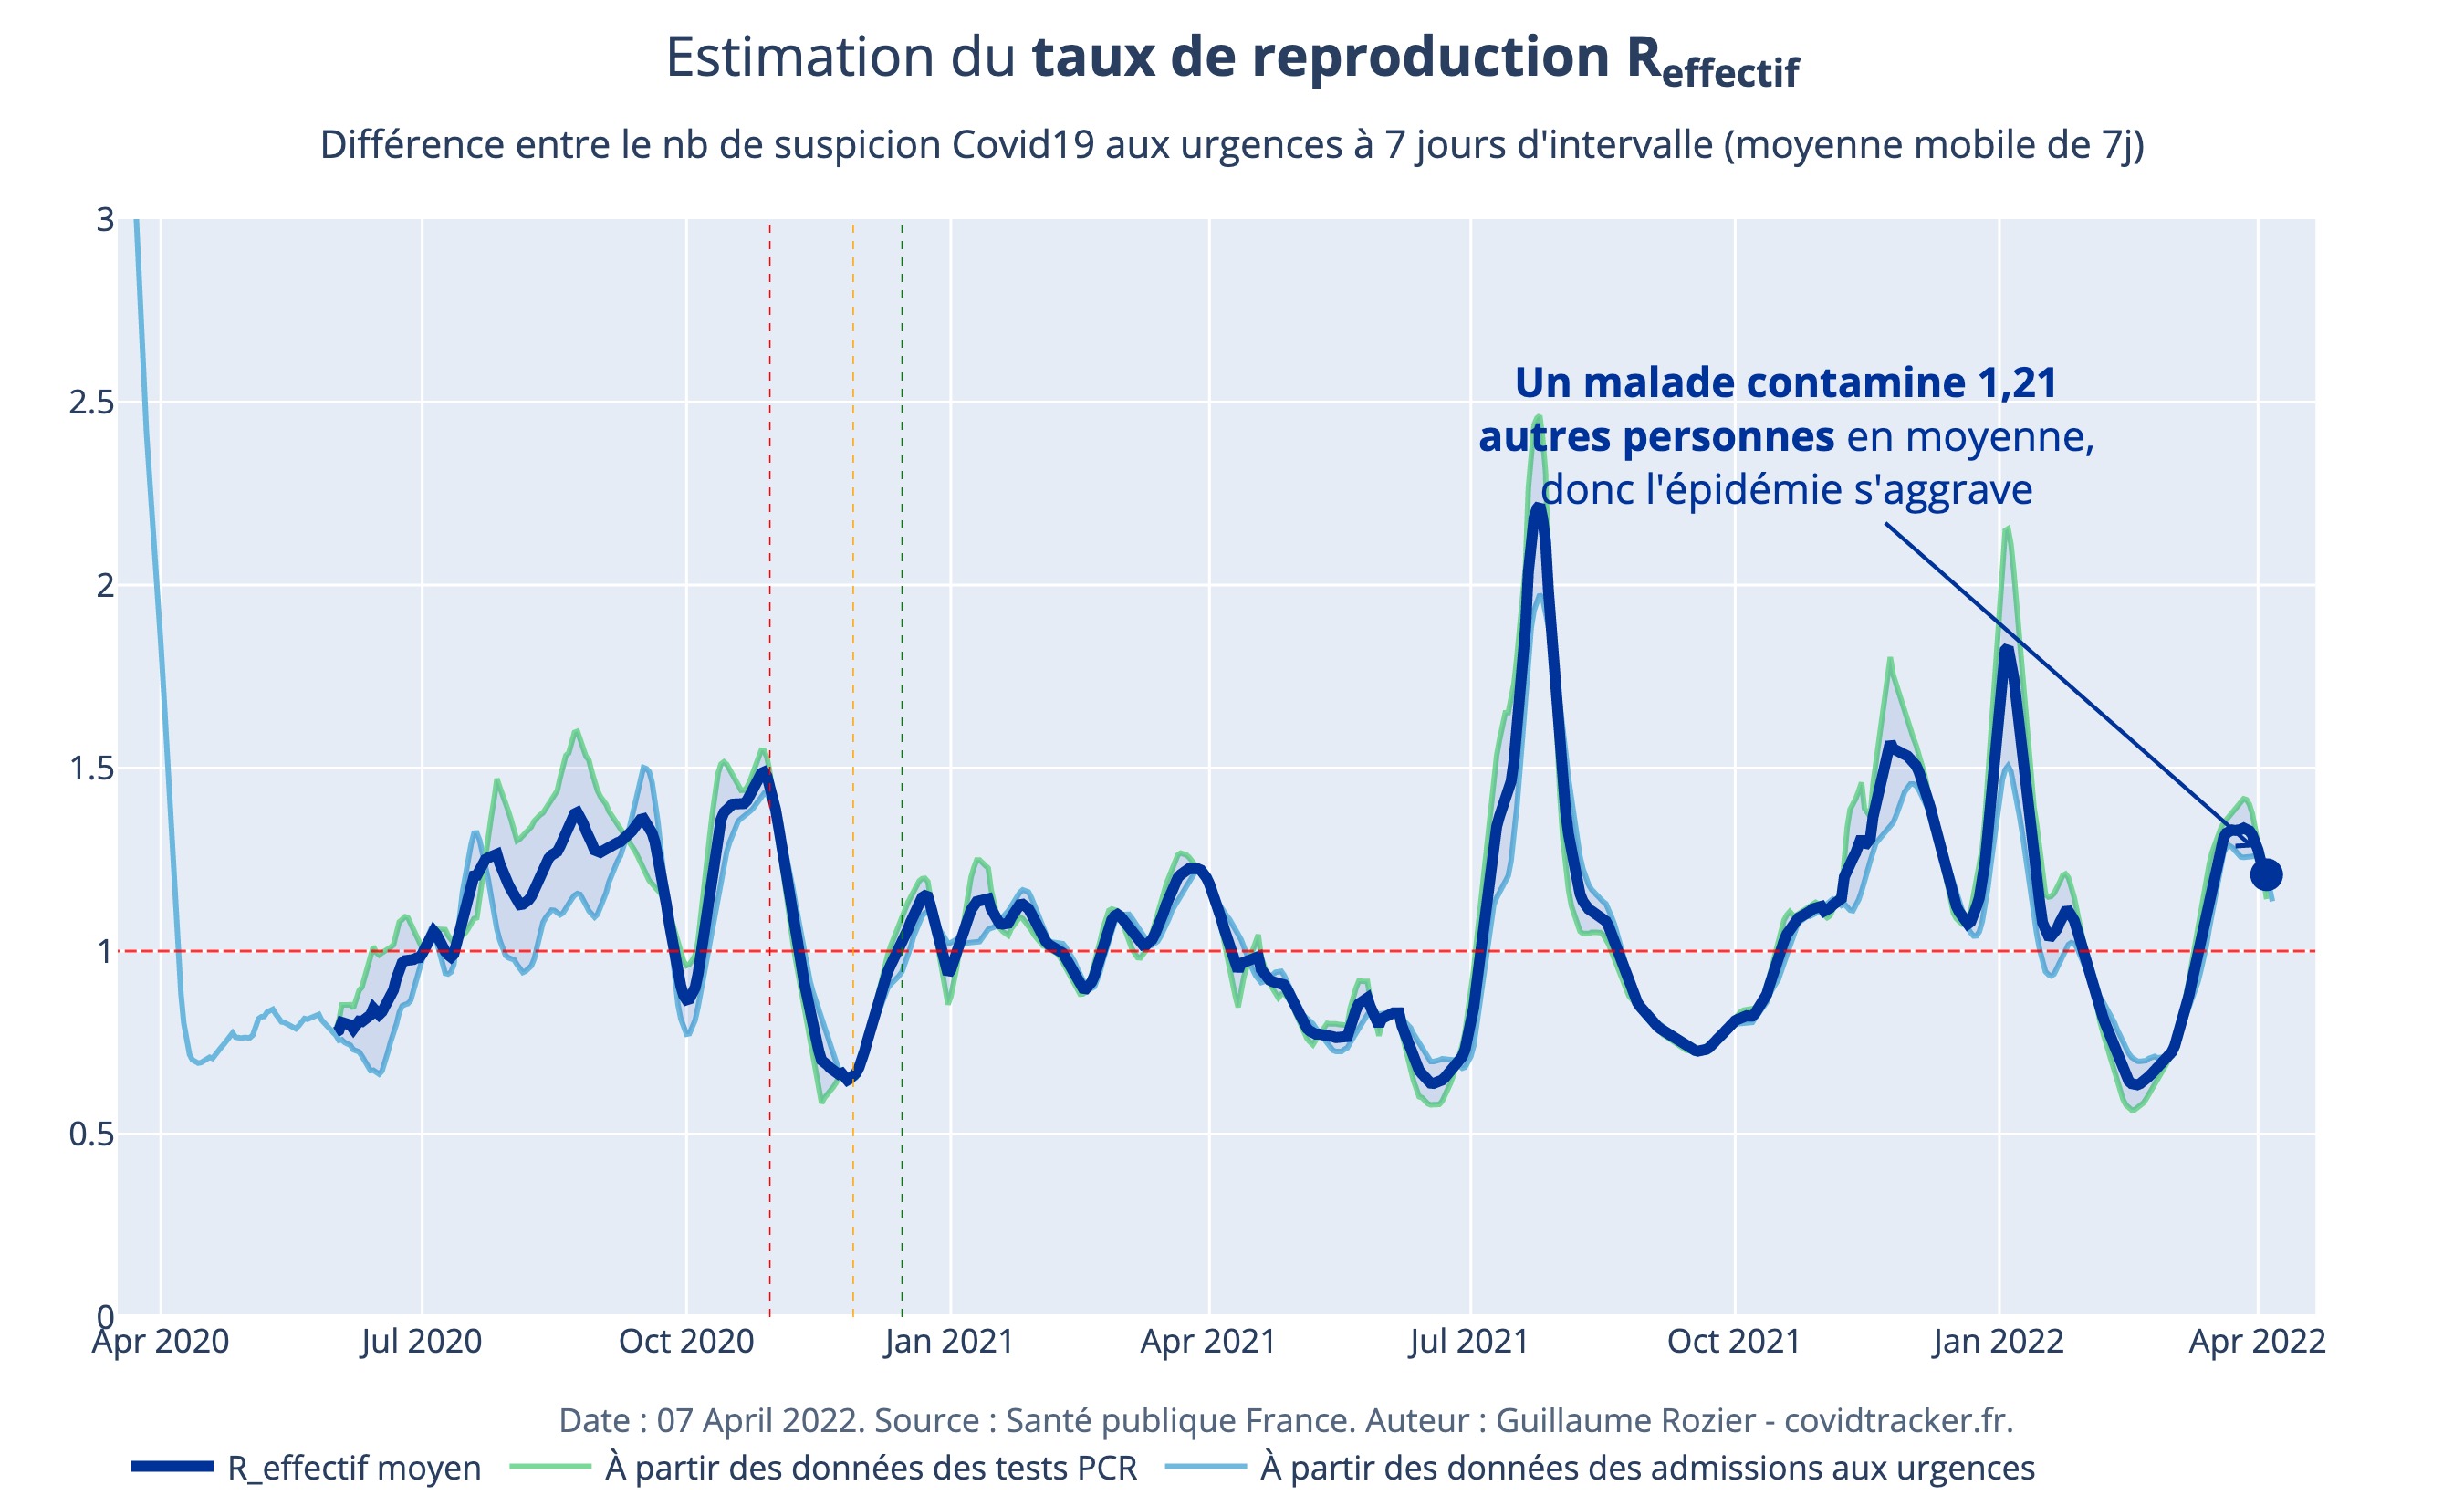 Estimation du taux de reproduction Reffectif
Différence entre le nb de suspicion Covid19 aux urgences à 7 jours d'intervalle (moyenne mobile de 7j)
3
2.5
2
1.5
1
0.5
0
Un malade contamine 1,21
autres personnes en moyenne,
donc l'épidémie s'aggrave
Apr 2020 Jul 2020 Oct 2020 Jan 2021 Apr 2021 Jul 2021 Oct 2021 Jan 2022 Apr 2022
Date : 07 April 2022. Source : Santé publique France. Auteur : Guillaume Rozier - covidtracker.fr.
R_effectif moyen À partir des données des tests PCR À partir des données des admissions aux urgences